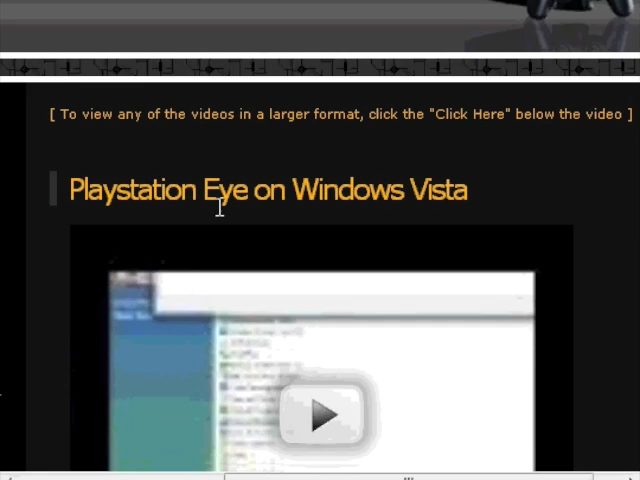 [ To view any of the videos in a larger format, click the "Click Here" below the video ]
Playstation Eye on Windows Vista